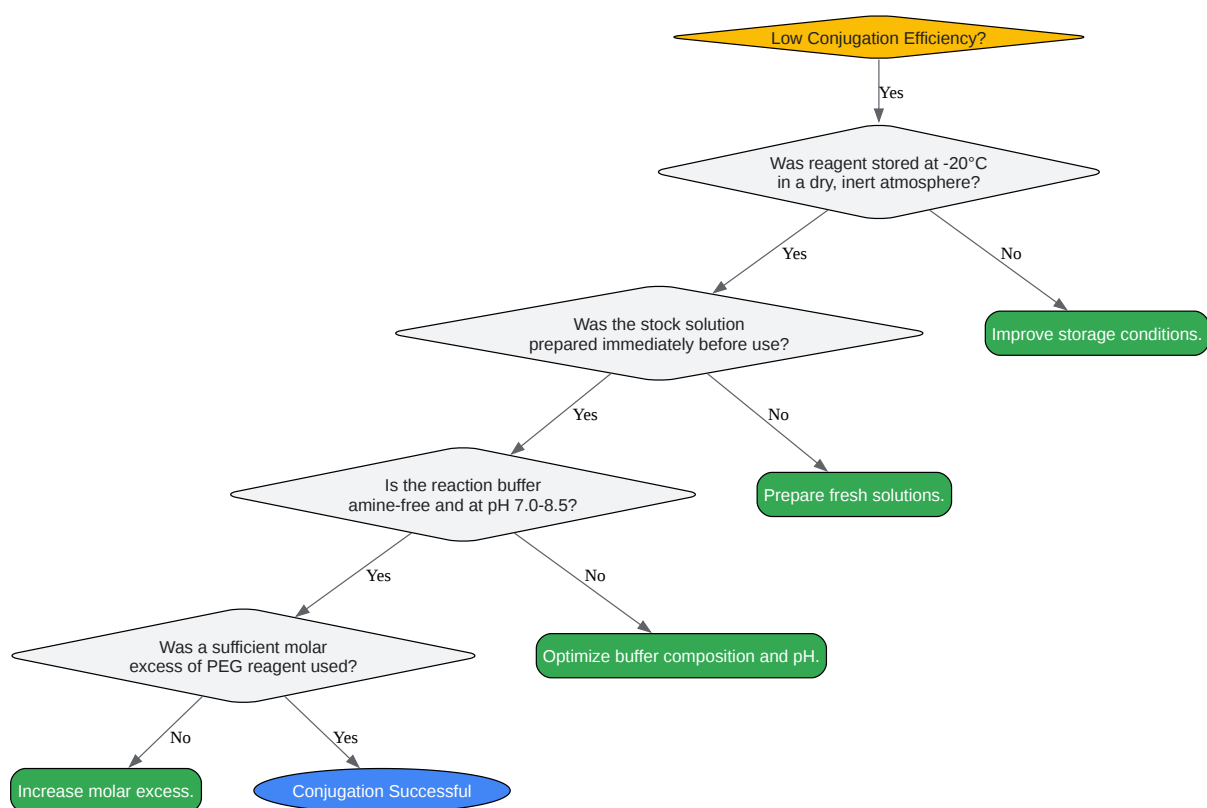 Low Conjugation Efficiency?
Yes
Was reagent stored at -20°C
in a dry, inert atmosphere?
Yes
No
Was the stock solution
prepared immediately before use?
Improve storage conditions.
Yes
No
Is the reaction buffer
amine-free and at pH 7.0-8.5?
Prepare fresh solutions.
Yes
No
Was a sufficient molar
excess of PEG reagent used?
Optimize buffer composition and pH.
No
Yes
Increase molar excess.
Conjugation Successful